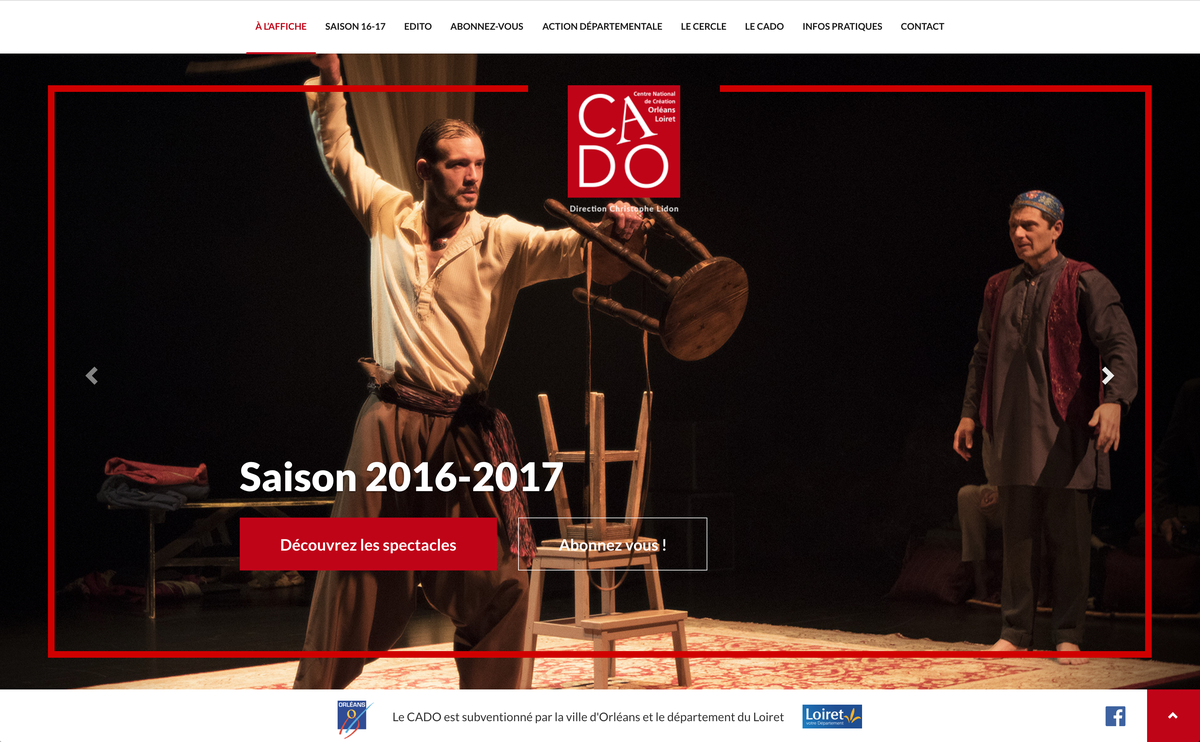 À L'AFFICHE SAISON 16-17 EDITO ABONNEZ-VOUS ACTION DÉPARTEMENTALE LE CERCLE LE CADO INFOS PRATIQUES CONTACT
Centre National
de Création
Orléans
Loiret
CA
DO
Direction Christophe Lidon
Saison 2016-2017
Découvrez les spectacles
Abonnez vous !
ORLÉANS
Le CADO est subventionné par la ville d'Orléans et le département du Loiret
Loiret
votre Département
f